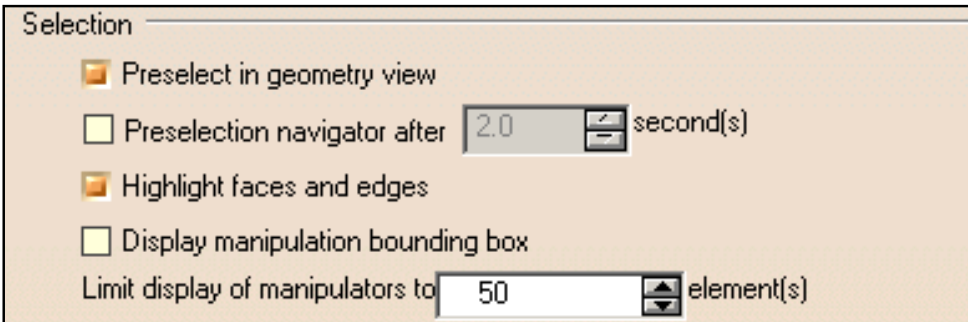 Selection
Preselect in geometry view
Preselection navigator after 2.0 second(s)
Highlight faces and edges
Display manipulation bounding box
Limit display of manipulators to 50 element(s)